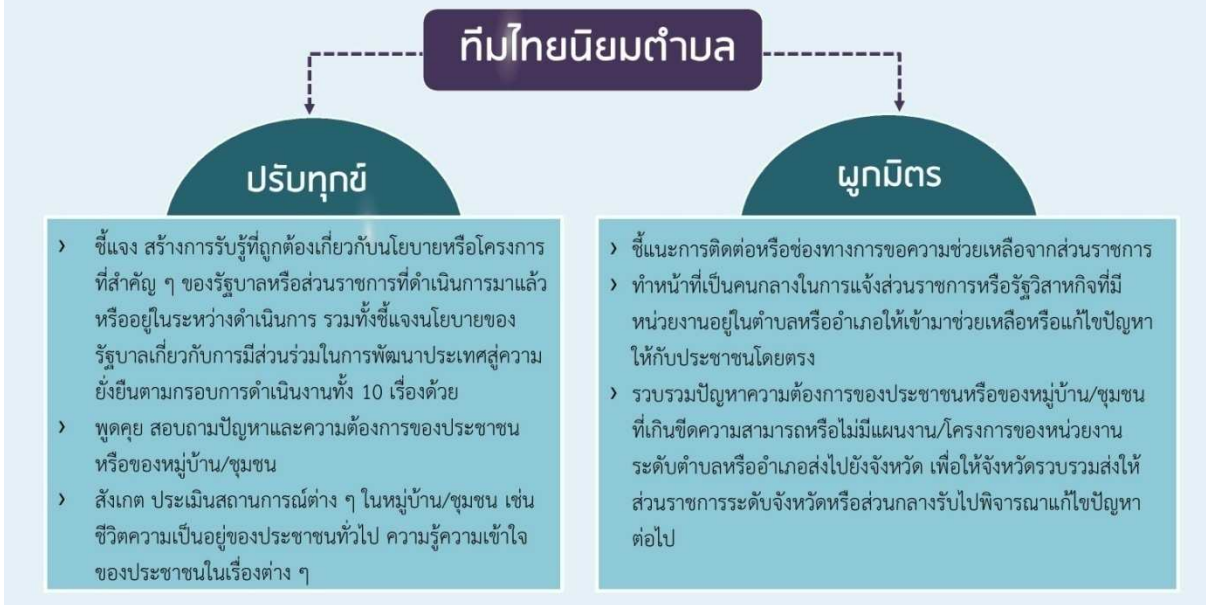 ทีมไทยนิยมตำบล
ปรับทุกข์
› ชี้แจง สร้างการรับรู้ที่ถูกต้องเกี่ยวกับนโยบายหรือโครงการ
ที่สำคัญ ๆ ของรัฐบาลหรือส่วนราชการที่ดำเนินการมาแล้ว
หรืออยู่ในระหว่างดำเนินการ รวมทั้งชี้แจงนโยบายของ
รัฐบาลเกี่ยวกับการมีส่วนร่วมในการพัฒนาประเทศสู่ความ
ยั่งยืนตามกรอบการดำเนินงานทั้ง 10 เรื่องด้วย
› พูดคุย สอบถามปัญหาและความต้องการของประชาชน
หรือของหมู่บ้าน/ชุมชน
› สังเกต ประเมินสถานการณ์ต่าง ๆ ในหมู่บ้าน/ชุมชน เช่น
ชีวิตความเป็นอยู่ของประชาชนทั่วไป ความรู้ความเข้าใจ
ของประชาชนในเรื่องต่าง ๆ
ผูกมิตร
› ชี้แนะการติดต่อหรือช่องทางการขอความช่วยเหลือจากส่วนราชการ
› ทำหน้าที่เป็นคนกลางในการแจ้งส่วนราชการหรือรัฐวิสาหกิจที่มี
หน่วยงานอยู่ในตำบลหรืออำเภอให้เข้ามาช่วยเหลือหรือแก้ไขปัญหา
ให้กับประชาชนโดยตรง
› รวบรวมปัญหาความต้องการของประชาชนหรือของหมู่บ้าน/ชุมชน
ที่เกินขีดความสามารถหรือไม่มีแผนงาน/โครงการของหน่วยงาน
ระดับตำบลหรืออำเภอส่งไปยังจังหวัด เพื่อให้จังหวัดรวบรวมส่งให้
ส่วนราชการระดับจังหวัดหรือส่วนกลางรับไปพิจารณาแก้ไขปัญหา
ต่อไป